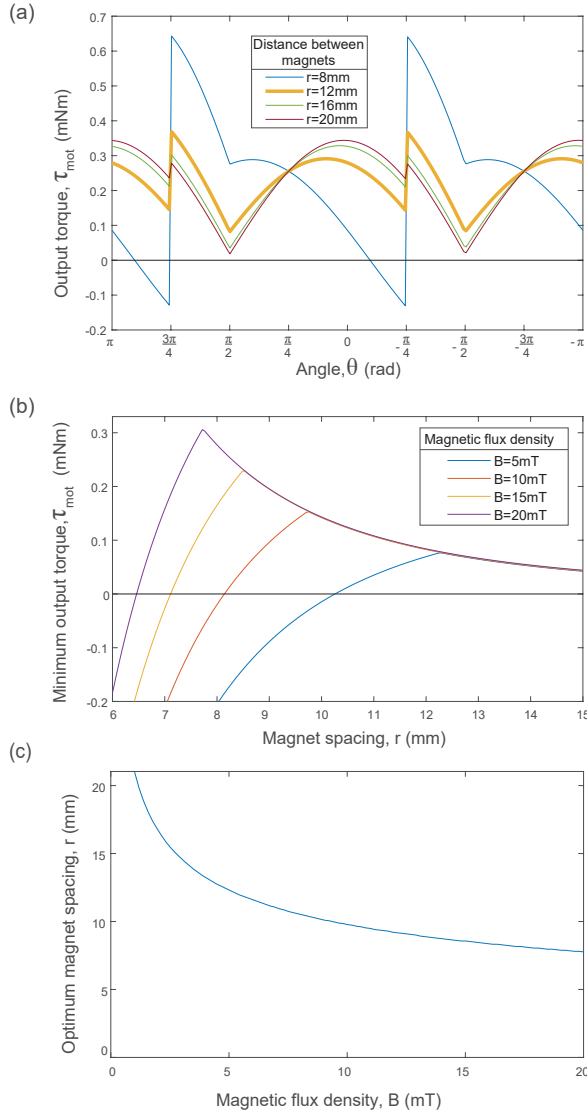 (a)
Output torque, τmot (mNm)
0.7
0.6
0.5
0.4
0.3
0.2
0.1
0
-0.1
-0.2
Distance between
magnets
r=8mm
r=12mm
r=16mm
r=20mm
π 3π/4 π/2 π/4 0 -π/4 -π/2 -3π/4 -π
Angle,θ (rad)
(b)
Minimum output torque,τmot (mNm)
0.3
0.2
0.1
0
-0.1
-0.2
Magnetic flux density
B=5mT
B=10mT
B=15mT
B=20mT
6 7 8 9 10 11 12 13 14 15
Magnet spacing, r (mm)
(c)
Optimum magnet spacing, r (mm)
20
15
10
5
0
0 5 10 15 20
Magnetic flux density, B (mT)